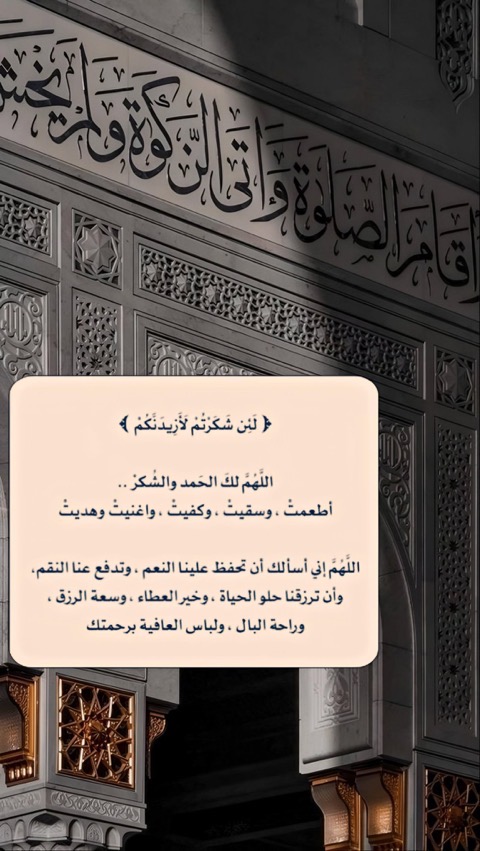 أقام الصلوة وآتى الزكوة ولم يخش
﴿ لَئِن شَكَرْتُمْ لَأَزِيدَنَّكُمْ ﴾
اللَّهُمَّ لكَ الحَمد والشُكرْ ..
أطعمتْ ، وسقيتْ ، وكفيتْ ، واغنيتْ وهديتْ
اللَّهُمَّ إني أسألك أن تحفظ علينا النعم ، وتدفع عنا النقم،
وأن ترزقنا حلو الحياة ، وخير العطاء ، وسعة الرزق ،
وراحة البال ، ولباس العافية برحمتك